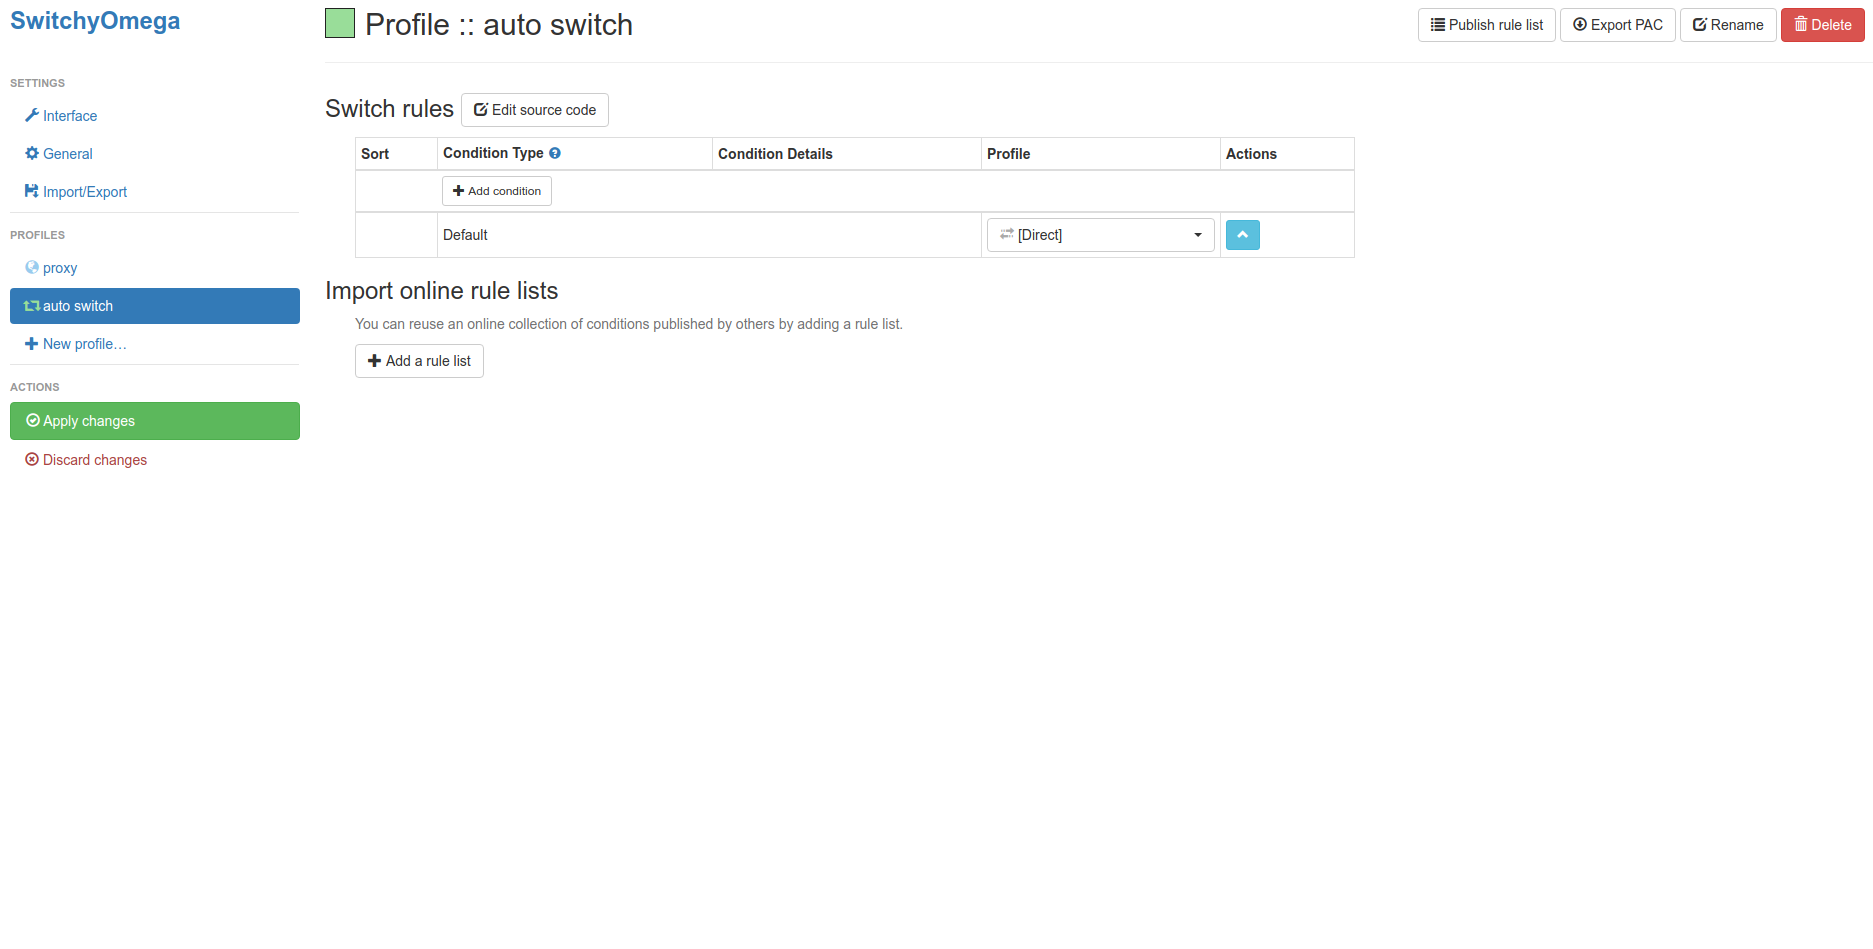 SwitchyOmega
SETTINGS
Interface
General
Import/Export
PROFILES
proxy
auto switch
New profile…
ACTIONS
Apply changes
Discard changes
Profile :: auto switch
Publish rule list
Export PAC
Rename
Delete
Switch rules
Edit source code
Sort
Condition Type
Condition Details
Profile
Actions
Add condition
Default
[Direct]
Import online rule lists
You can reuse an online collection of conditions published by others by adding a rule list.
Add a rule list